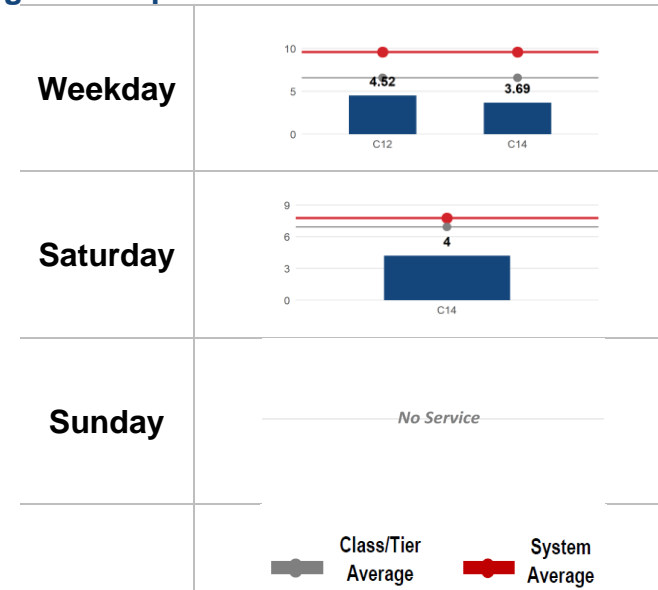 Weekday
10
5
0
4.52
3.69
C12
C14
Saturday
9
6
3
0
4
C14
Sunday
No Service
Class/Tier
Average
System
Average